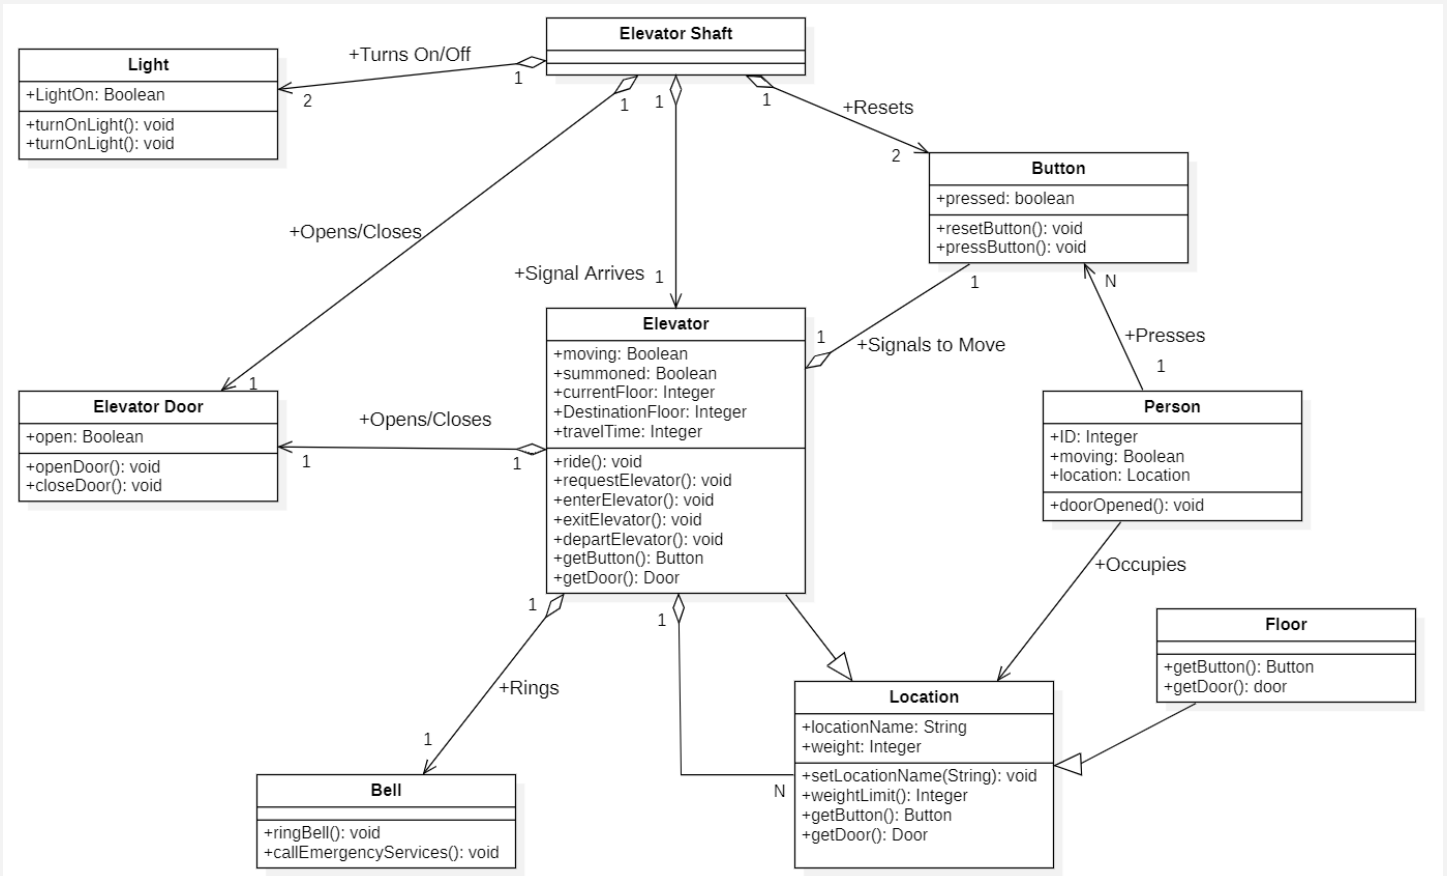 Elevator Shaft
+Turns On/Off
1
2
Light
+LightOn: Boolean
+turnOnLight(): void
+turnOnLight(): void
1
1
1
+Resets
2
Button
+pressed: boolean
+resetButton(): void
+pressButton(): void
+Opens/Closes
+Signal Arrives
1
1
N
Elevator
+moving: Boolean
+summoned: Boolean
+currentFloor: Integer
+DestinationFloor: Integer
+travelTime: Integer
+ride(): void
+requestElevator(): void
+enterElevator(): void
+exitElevator(): void
+departElevator(): void
+getButton(): Button
+getDoor(): Door
1
+Signals to Move
+Presses
1
1
Elevator Door
+open: Boolean
+openDoor(): void
+closeDoor(): void
+Opens/Closes
1
1
Person
+ID: Integer
+moving: Boolean
+location: Location
+doorOpened(): void
+Occupies
1
1
Floor
+getButton(): Button
+getDoor(): door
+Rings
1
Location
+locationName: String
+weight: Integer
+setLocationName(String): void
+weightLimit(): Integer
+getButton(): Button
+getDoor(): Door
N
Bell
+ringBell(): void
+callEmergencyServices(): void